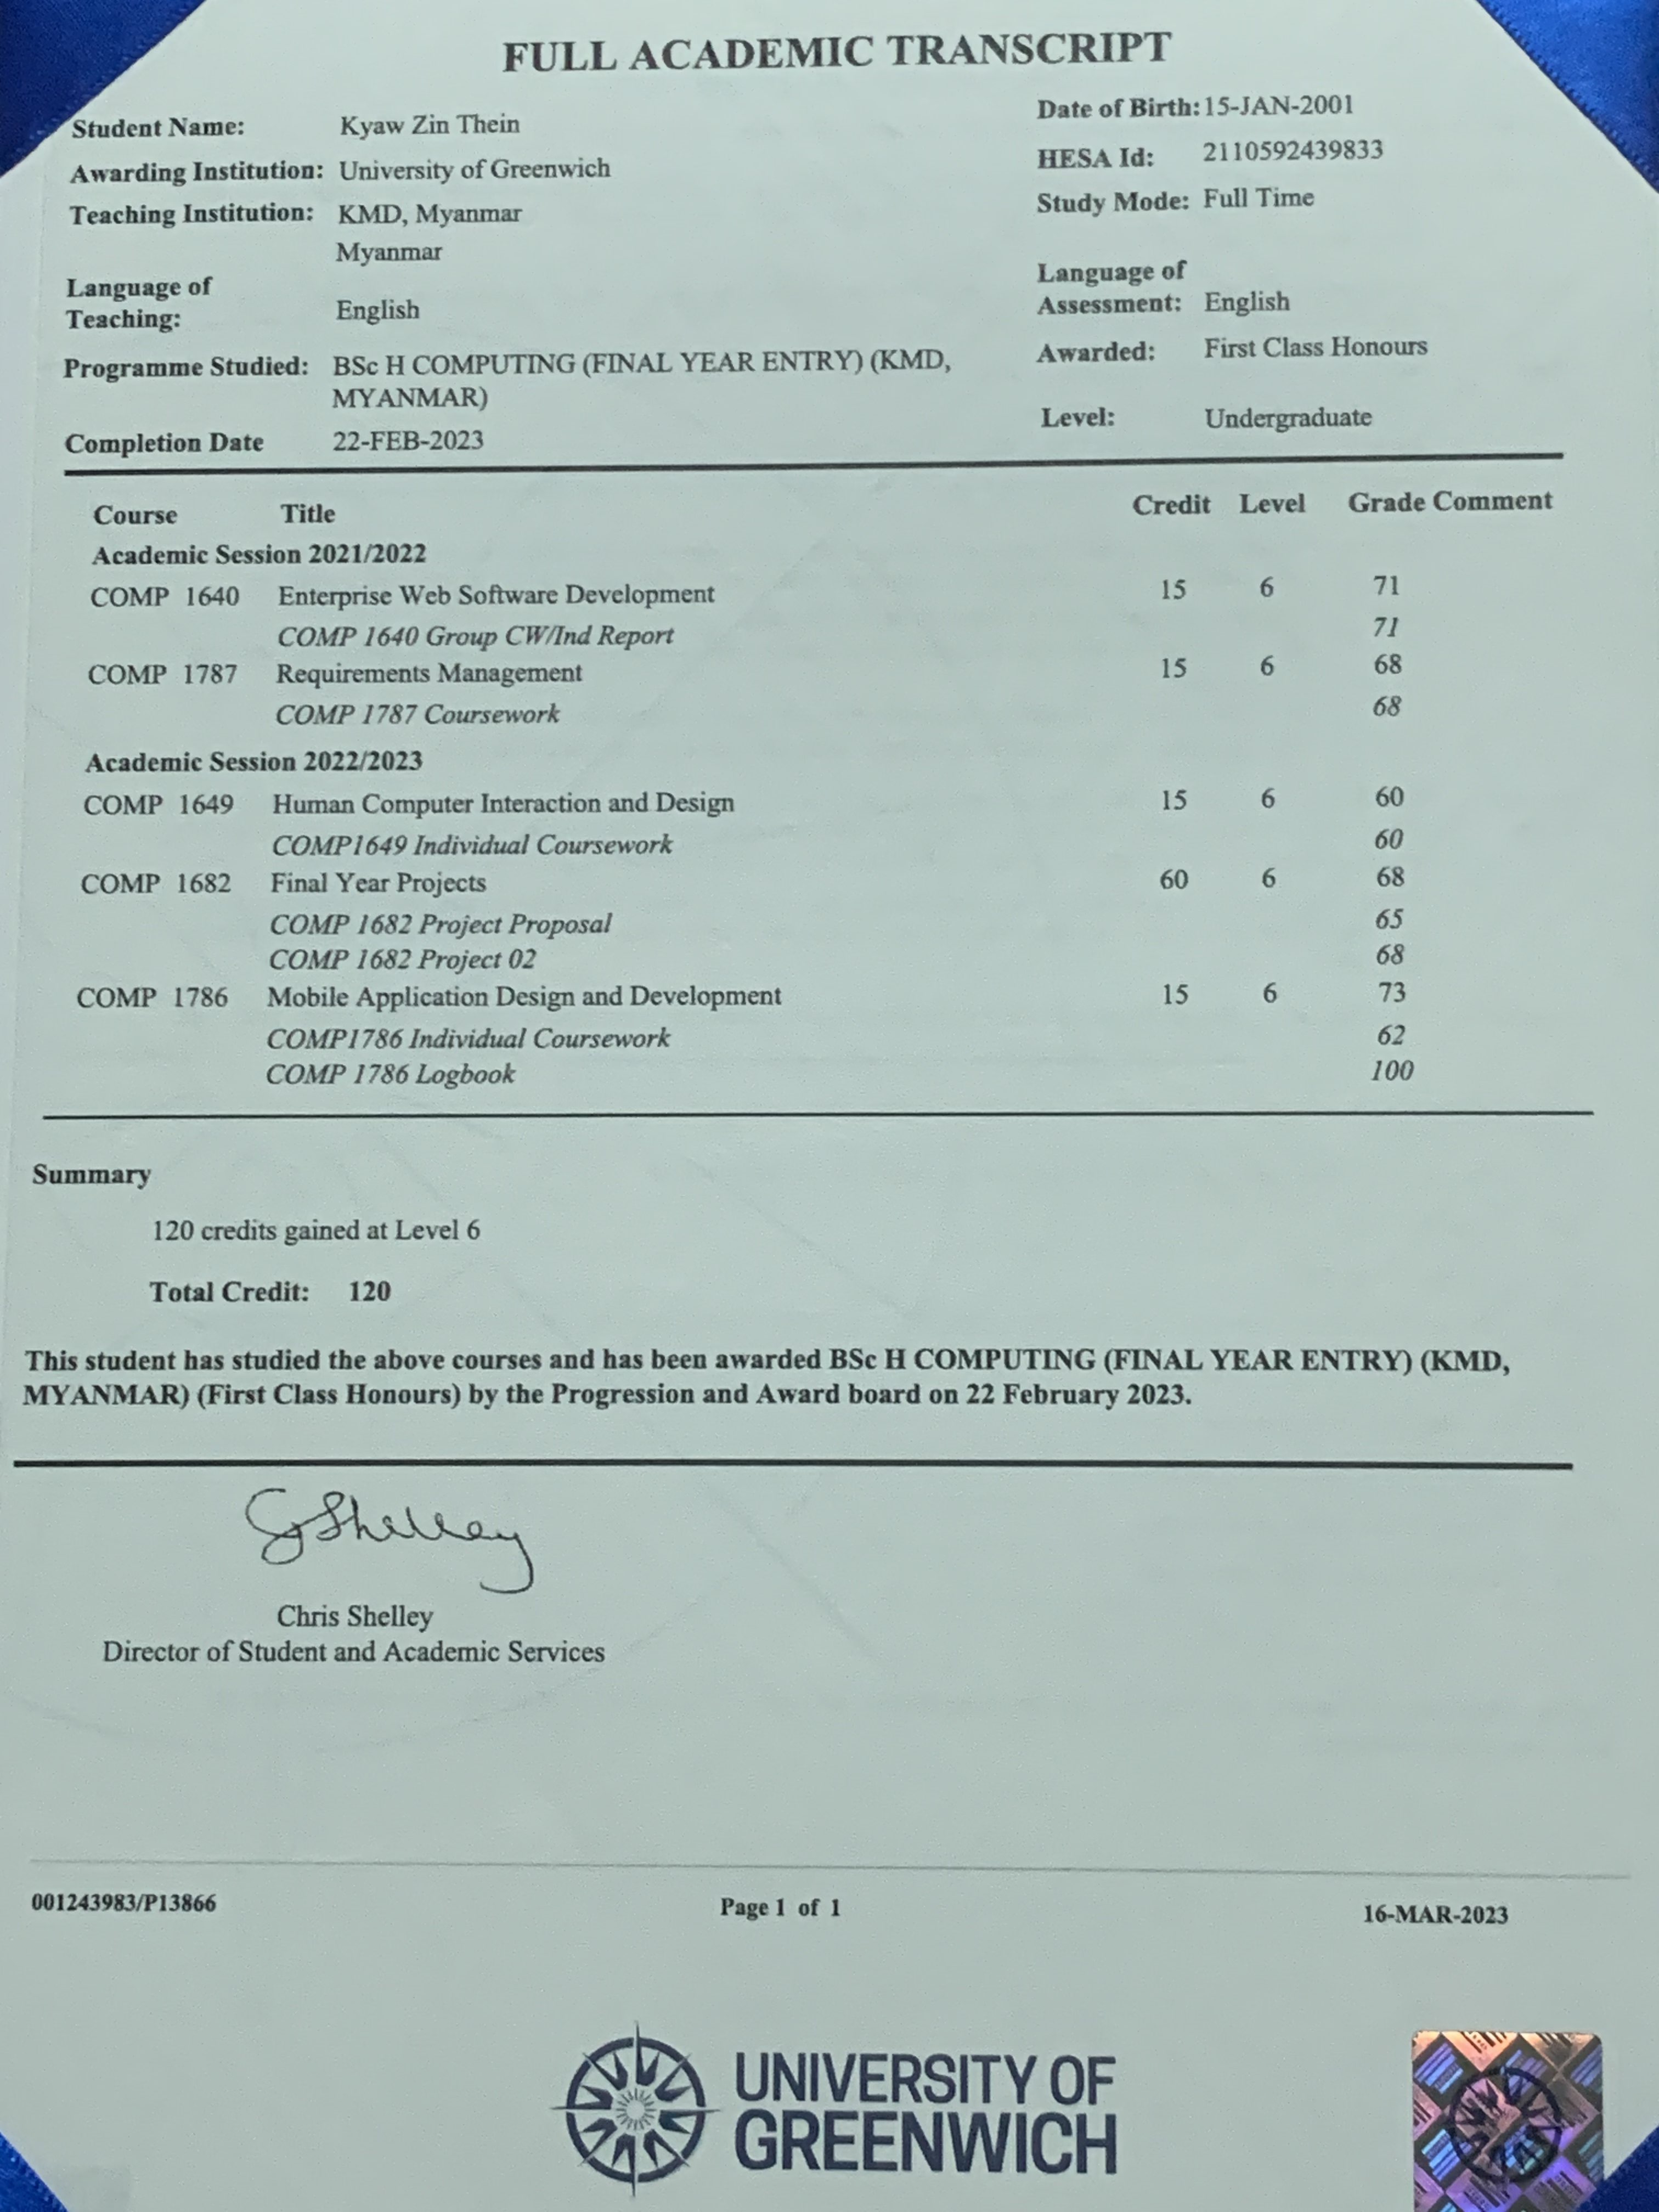 FULL ACADEMIC TRANSCRIPT
Student Name: Kyaw Zin Thein
Date of Birth: 15-JAN-2001
Awarding Institution: University of Greenwich
HESA Id: 2110592439833
Teaching Institution: KMD, Myanmar
Study Mode: Full Time
Myanmar
Language of
Teaching: English
Language of
Assessment: English
Programme Studied: BSc H COMPUTING (FINAL YEAR ENTRY) (KMD,
MYANMAR)
Awarded: First Class Honours
Completion Date 22-FEB-2023
Level: Undergraduate
Course Title Credit Level Grade Comment
Academic Session 2021/2022
COMP 1640 Enterprise Web Software Development 15 6 71
COMP 1640 Group CW/Ind Report 71
COMP 1787 Requirements Management 15 6 68
COMP 1787 Coursework 68
Academic Session 2022/2023
COMP 1649 Human Computer Interaction and Design 15 6 60
COMP1649 Individual Coursework 60
COMP 1682 Final Year Projects 60 6 68
COMP 1682 Project Proposal 65
COMP 1682 Project 02 68
COMP 1786 Mobile Application Design and Development 15 6 73
COMP1786 Individual Coursework 62
COMP 1786 Logbook 100
Summary
120 credits gained at Level 6
Total Credit: 120
This student has studied the above courses and has been awarded BSc H COMPUTING (FINAL YEAR ENTRY) (KMD,
MYANMAR) (First Class Honours) by the Progression and Award board on 22 February 2023.
CJShelley
Chris Shelley
Director of Student and Academic Services
001243983/P13866 Page 1 of 1 16-MAR-2023
UNIVERSITY OF
GREENWICH